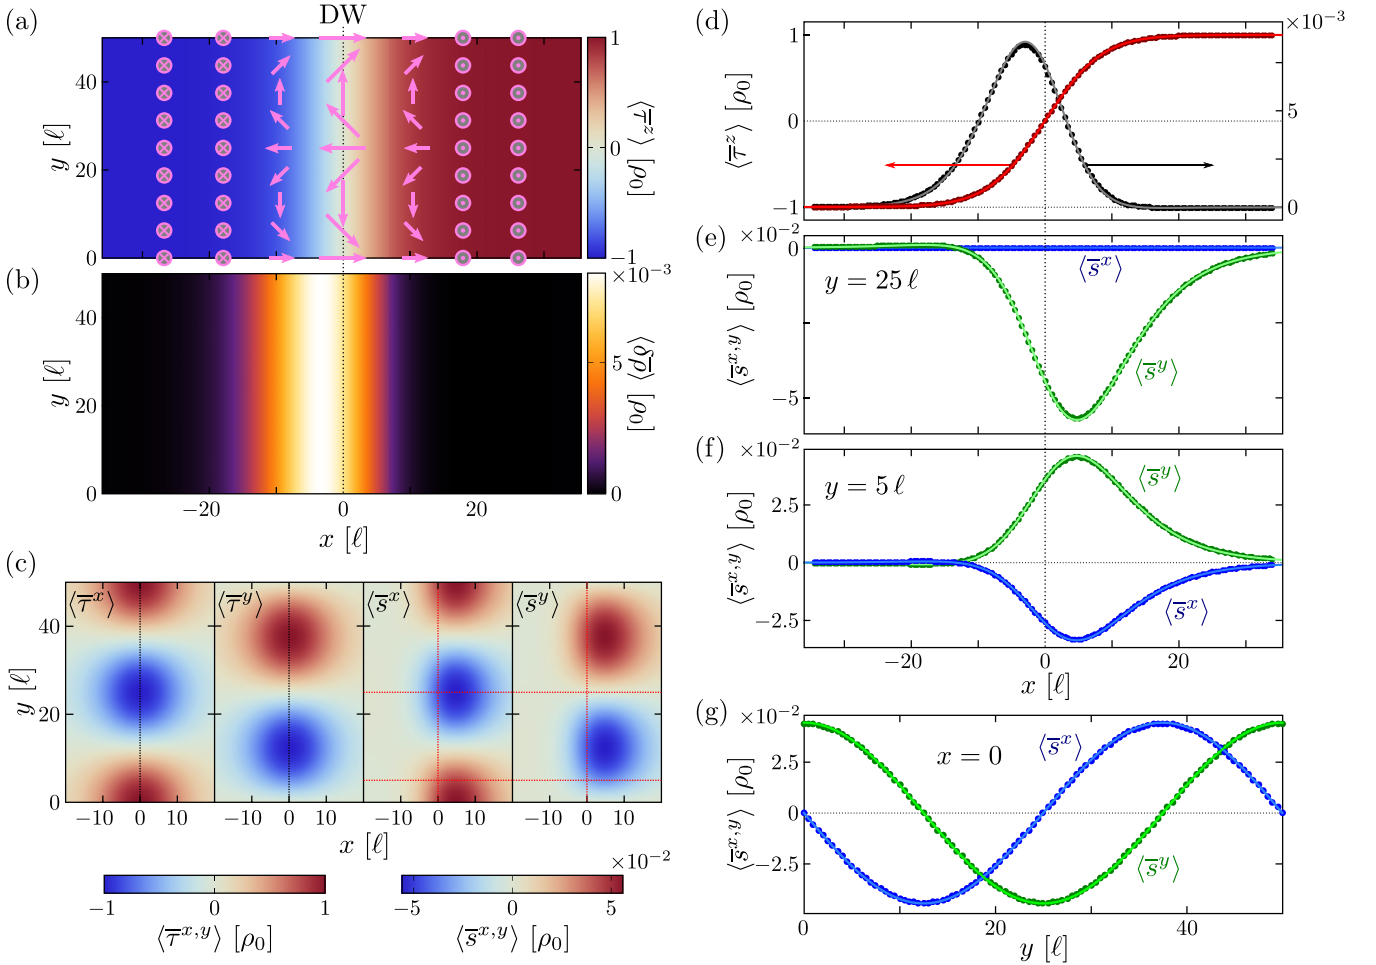 (a)
DW
40
20
0
y [ℓ]
1
0
−1
⟨τ̅ᶻ⟩ [ρ₀]
(b)
40
20
0
y [ℓ]
−20
0
20
x [ℓ]
×10⁻³
5
0
⟨δρ̅⟩ [ρ₀]
(c)
⟨τ̅ˣ⟩
⟨τ̅ʸ⟩
⟨s̅ˣ⟩
⟨s̅ʸ⟩
40
20
0
y [ℓ]
−10 0 10 −10 0 10 −10 0 10 −10 0 10
x [ℓ]
−1 0 1
⟨τ̅ˣ,ʸ⟩ [ρ₀]
×10⁻²
−5 0 5
⟨s̅ˣ,ʸ⟩ [ρ₀]
(d)
×10⁻³
1
0
−1
⟨τ̅ᶻ⟩ [ρ₀]
5
0
(e)
×10⁻²
0
−5
⟨s̅ˣ,ʸ⟩ [ρ₀]
y = 25 ℓ
⟨s̅ˣ⟩
⟨s̅ʸ⟩
(f)
×10⁻²
2.5
0
−2.5
⟨s̅ˣ,ʸ⟩ [ρ₀]
y = 5 ℓ
⟨s̅ʸ⟩
⟨s̅ˣ⟩
−20 0 20
x [ℓ]
(g)
×10⁻²
2.5
0
−2.5
⟨s̅ˣ,ʸ⟩ [ρ₀]
x = 0
⟨s̅ˣ⟩
⟨s̅ʸ⟩
0 20 40
y [ℓ]